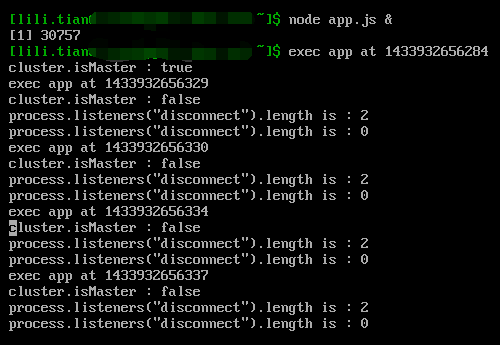 [lili.tian@ ~]$ node app.js &
[1] 30757
[lili.tian@ ~]$ exec app at 1433932656284
cluster.isMaster : true
exec app at 1433932656329
cluster.isMaster : false
process.listeners("disconnect").length is : 2
process.listeners("disconnect").length is : 0
exec app at 1433932656330
cluster.isMaster : false
process.listeners("disconnect").length is : 2
process.listeners("disconnect").length is : 0
exec app at 1433932656334
cluster.isMaster : false
process.listeners("disconnect").length is : 2
process.listeners("disconnect").length is : 0
exec app at 1433932656337
cluster.isMaster : false
process.listeners("disconnect").length is : 2
process.listeners("disconnect").length is : 0